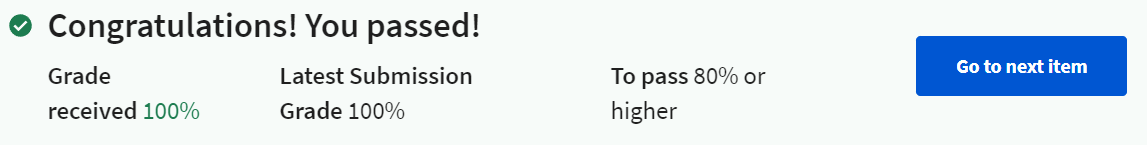 Congratulations! You passed!
Grade
received 100%
Latest Submission
Grade 100%
To pass 80% or
higher
Go to next item